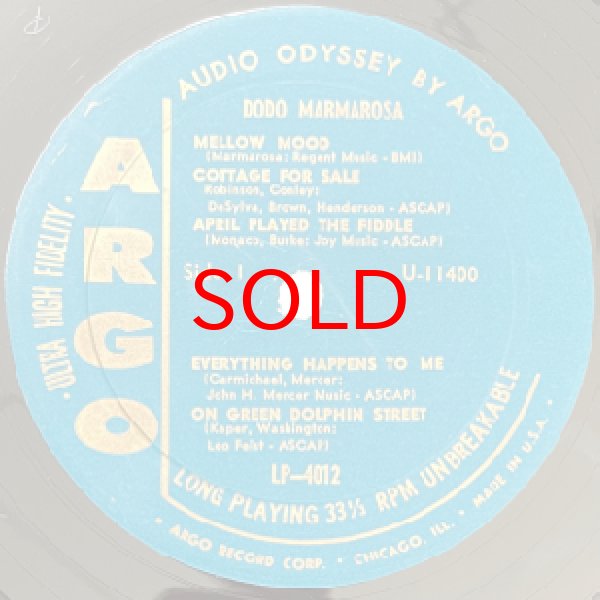 AUDIO ODYSSEY BY ARGO
DODO MARMAROSA
ARGO
· ULTRA HIGH FIDELITY ·
MELLOW MOOD
(Marmarosa: Regent Music - BMI)
COTTAGE FOR SALE
Robinson, Conley:
DeSylva, Brown, Henderson - ASCAP)
APRIL PLAYED THE FIDDLE
(Monaco, Burke: Joy Music - ASCAP)
Side 1
U-11400
SOLD
EVERYTHING HAPPENS TO ME
(Carmichael, Mercer:
John H. Mercer Music - ASCAP)
ON GREEN DOLPHIN STREET
(Kaper, Washington:
Leo Feist - ASCAP)
LP-4012
LONG PLAYING 33⅓ RPM UNBREAKABLE
· ARGO RECORD CORP. · CHICAGO, ILL. · MADE IN U.S.A. ·